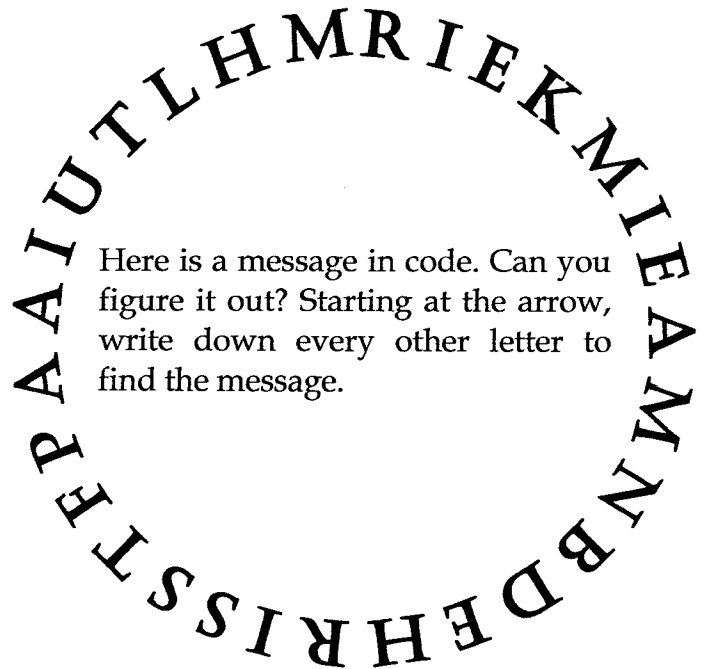 RIEKMIEAMNBDEHRISSTFPAAIUTLHM
Here is a message in code. Can you
figure it out? Starting at the arrow,
write down every other letter to
find the message.